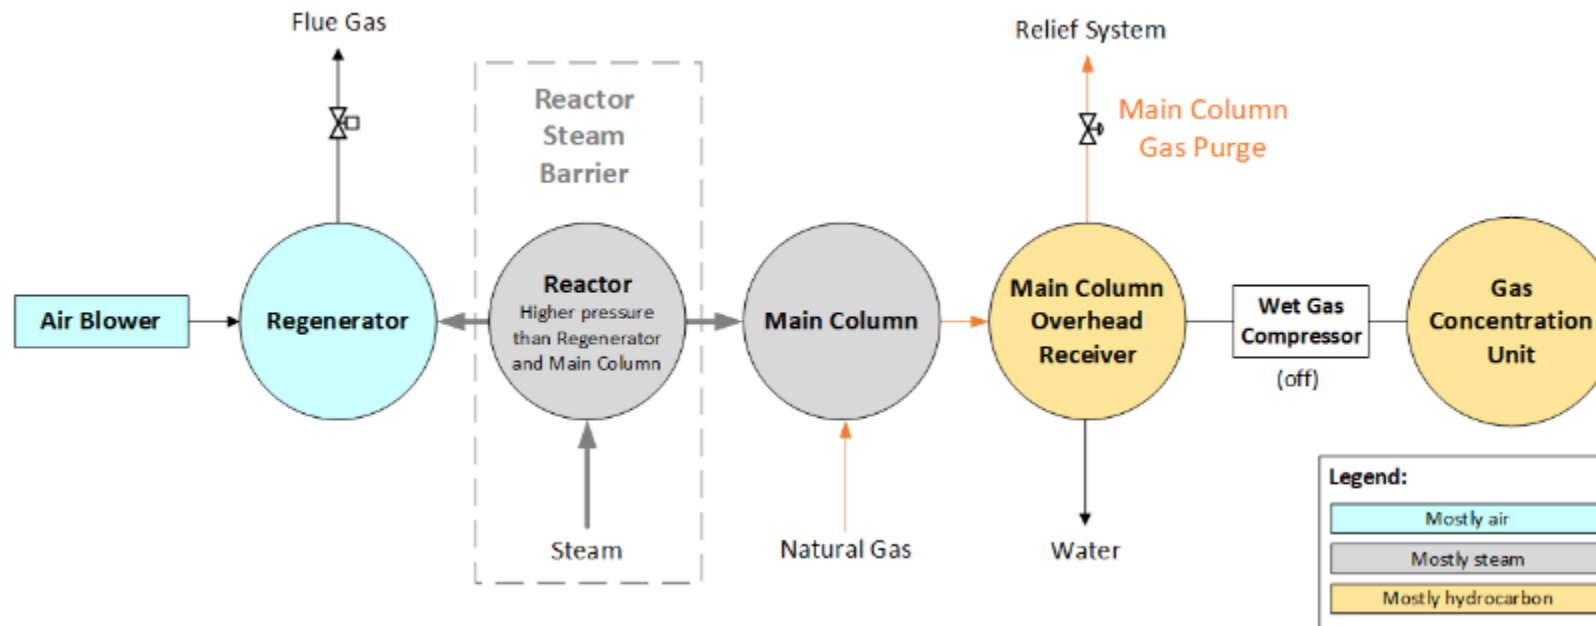 Flue Gas
Relief System
Reactor
Steam
Barrier
Main Column
Gas Purge
Air Blower
Regenerator
Reactor
Higher pressure
than Regenerator
and Main Column
Main Column
Main Column
Overhead
Receiver
Wet Gas
Compressor
(off)
Gas
Concentration
Unit
Steam
Natural Gas
Water
Legend:
Mostly air
Mostly steam
Mostly hydrocarbon